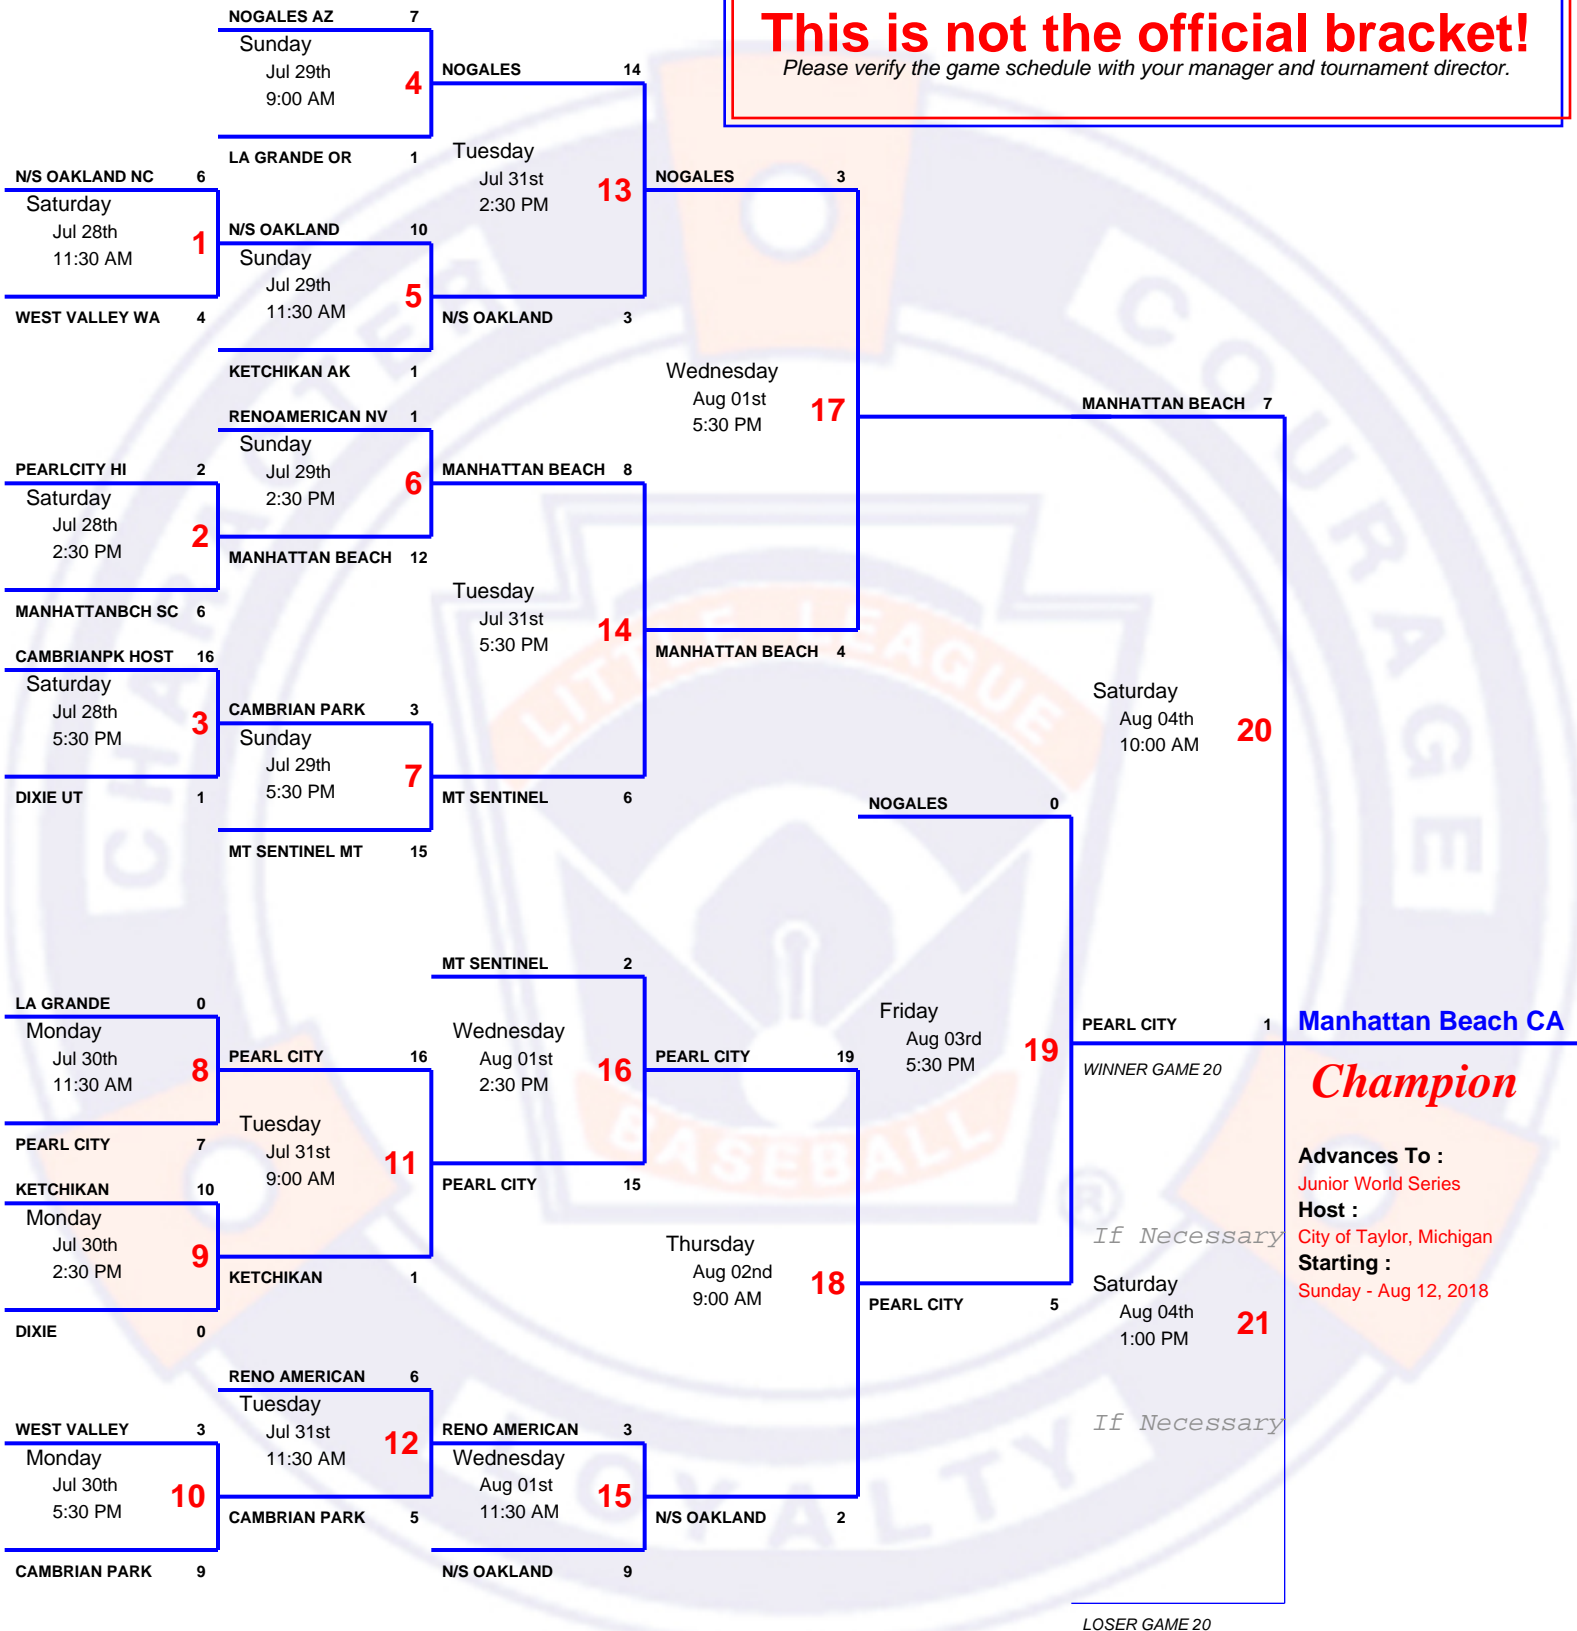 This is not the official bracket!
Please verify the game schedule with your manager and tournament director.
NOGALES AZ 7
Sunday
Jul 29th
9:00 AM
4
LA GRANDE OR 1
N/S OAKLAND NC 6
Saturday
Jul 28th
11:30 AM
1
WEST VALLEY WA 4
N/S OAKLAND 10
Sunday
Jul 29th
11:30 AM
5
KETCHIKAN AK 1
NOGALES 14
Tuesday
Jul 31st
2:30 PM
13
N/S OAKLAND 3
PEARLCITY HI 2
Saturday
Jul 28th
2:30 PM
2
MANHATTANBCH SC 6
RENOAMERICAN NV 1
Sunday
Jul 29th
2:30 PM
6
MANHATTAN BEACH 12
CAMBRIANPK HOST 16
Saturday
Jul 28th
5:30 PM
3
DIXIE UT 1
CAMBRIAN PARK 3
Sunday
Jul 29th
5:30 PM
7
MT SENTINEL MT 15
MANHATTAN BEACH 8
Tuesday
Jul 31st
5:30 PM
14
MT SENTINEL 6
NOGALES 3
Wednesday
Aug 01st
5:30 PM
17
MANHATTAN BEACH 4
MANHATTAN BEACH 7
Saturday
Aug 04th
10:00 AM
20
PEARL CITY 1
WINNER GAME 20
LA GRANDE 0
Monday
Jul 30th
11:30 AM
8
PEARL CITY 7
KETCHIKAN 10
Monday
Jul 30th
2:30 PM
9
DIXIE 0
PEARL CITY 16
Tuesday
Jul 31st
9:00 AM
11
KETCHIKAN 1
WEST VALLEY 3
Monday
Jul 30th
5:30 PM
10
CAMBRIAN PARK 9
RENO AMERICAN 6
Tuesday
Jul 31st
11:30 AM
12
CAMBRIAN PARK 5
MT SENTINEL 2
Wednesday
Aug 01st
2:30 PM
16
PEARL CITY 15
RENO AMERICAN 3
Wednesday
Aug 01st
11:30 AM
15
N/S OAKLAND 9
PEARL CITY 19
Thursday
Aug 02nd
9:00 AM
18
N/S OAKLAND 2
NOGALES 0
Friday
Aug 03rd
5:30 PM
19
PEARL CITY 5
If Necessary
Saturday
Aug 04th
1:00 PM
21
If Necessary
LOSER GAME 20
Manhattan Beach CA
Champion
Advances To :
Junior World Series
Host :
City of Taylor, Michigan
Starting :
Sunday - Aug 12, 2018
CHARACTER
COURAGE
LOYALTY
LITTLE LEAGUE
BASEBALL
®